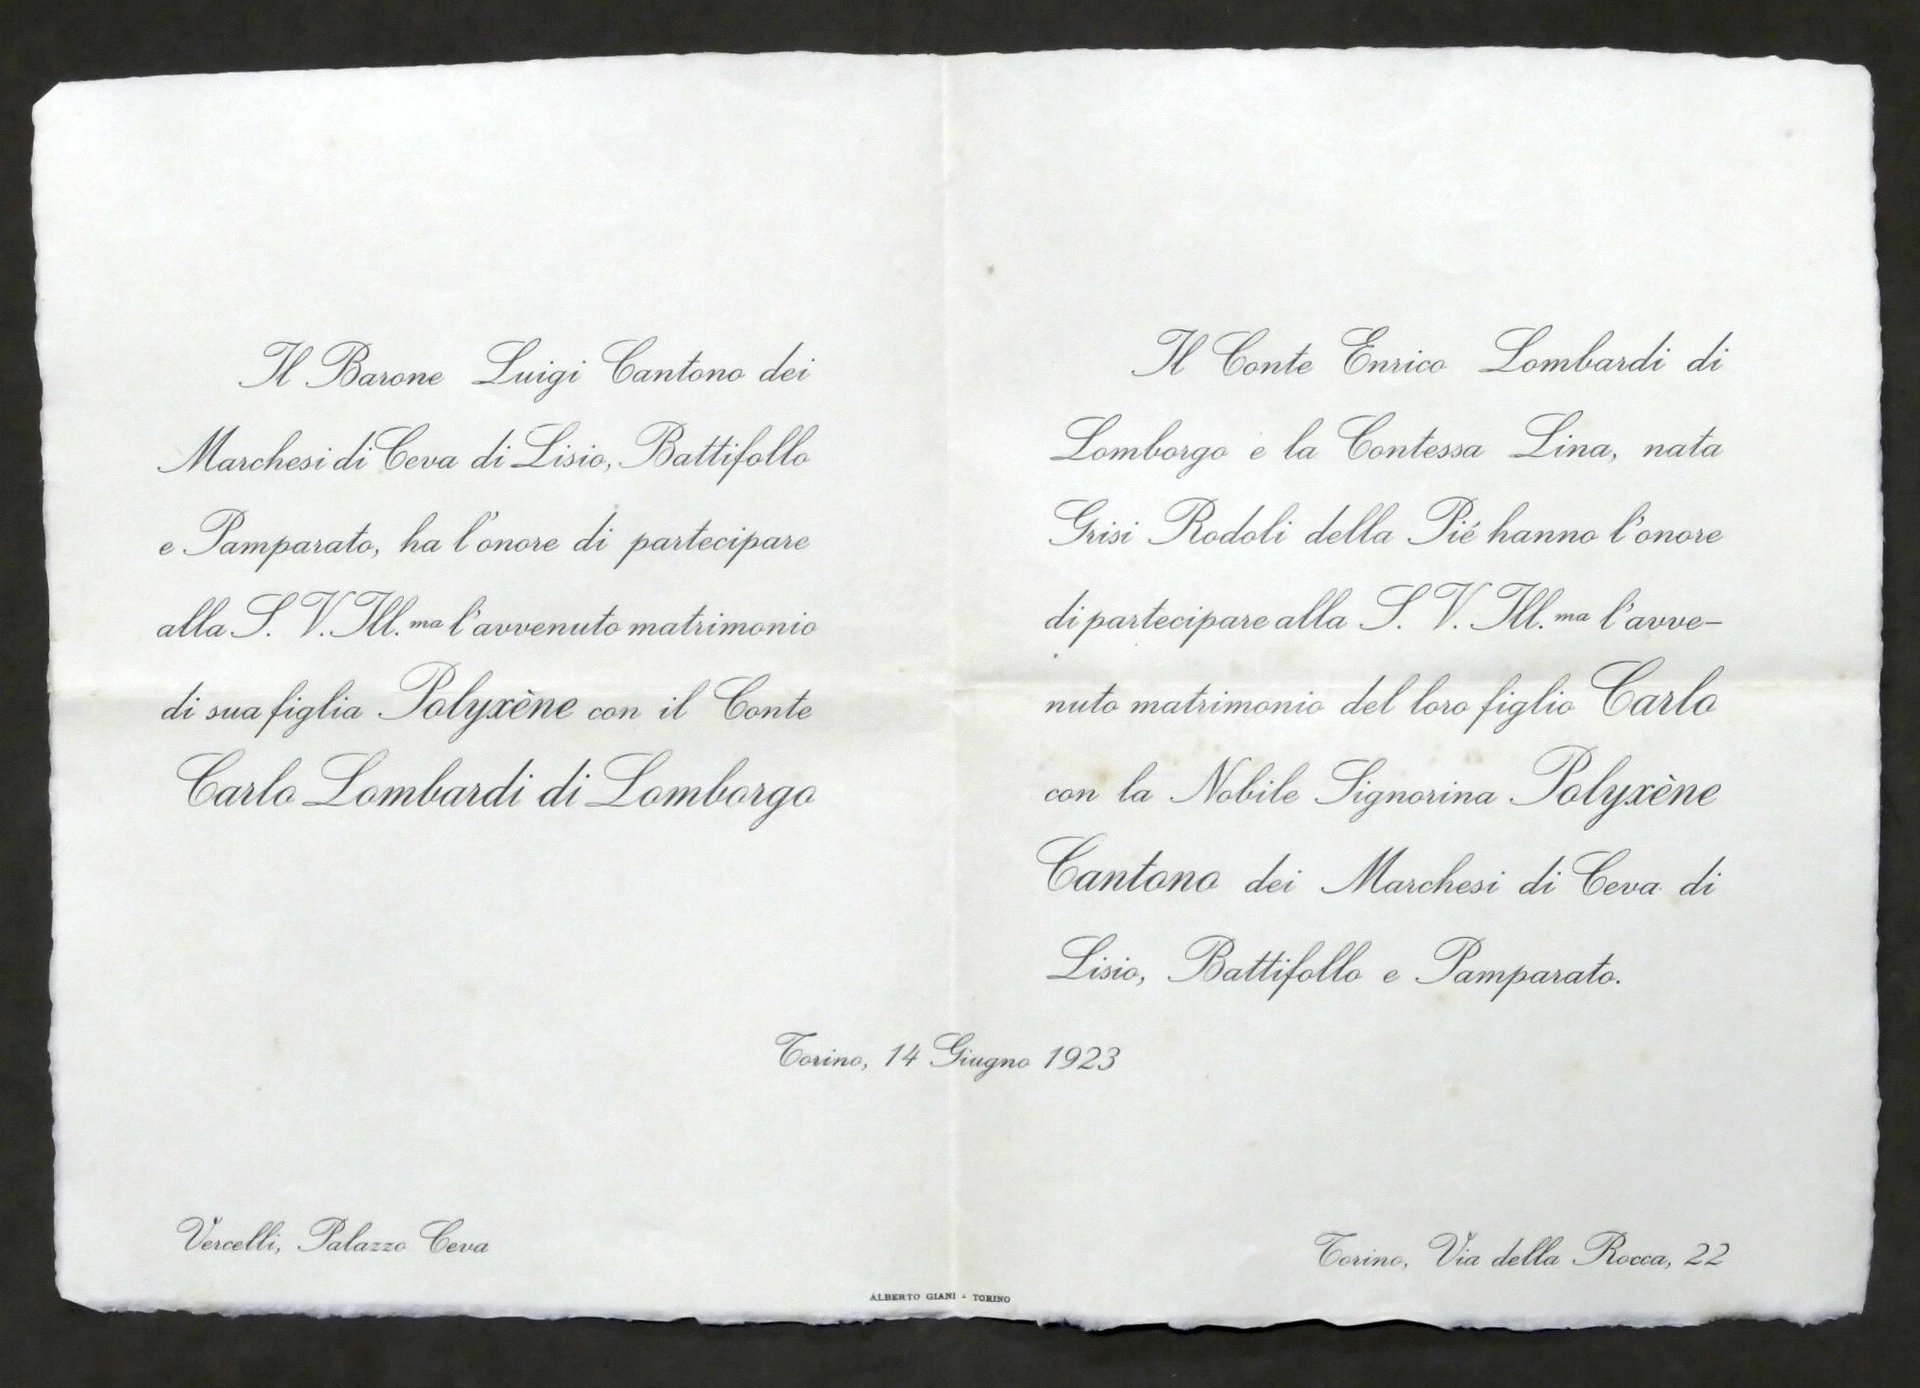 Il Barone Luigi Cantono dei
Marchesi di Ceva di Lisio, Battifollo
e Pamparato, ha l'onore di partecipare
alla S. V. Ill.ma l'avvenuto matrimonio
di sua figlia Polyxène con il Conte
Carlo Lombardi di Lomborgo
Il Conte Enrico Lombardi di
Lomborgo e la Contessa Lina, nata
Grisi Rodoli della Pié hanno l'onore
di partecipare alla S. V. Ill.ma l'avve-
nuto matrimonio del loro figlio Carlo
con la Nobile Signorina Polyxène
Cantono dei Marchesi di Ceva di
Lisio, Battifollo e Pamparato.
Torino, 14 Giugno 1923
Vercelli, Palazzo Ceva
Torino, Via della Rocca, 22
ALBERTO GIANI - TORINO